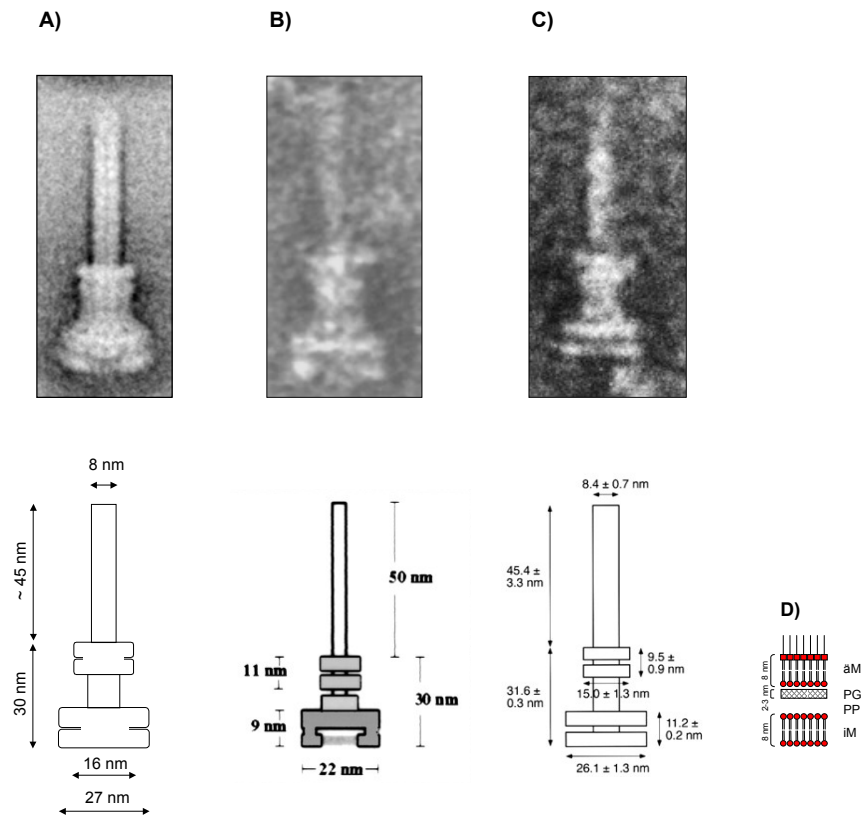 A)
B)
C)
8 nm
~ 45 nm
30 nm
16 nm
27 nm
50 nm
11 nm
30 nm
9 nm
22 nm
8.4 ± 0.7 nm
45.4 ±
3.3 nm
9.5 ±
0.9 nm
15.0 ± 1.3 nm
31.6 ±
0.3 nm
11.2 ±
0.2 nm
26.1 ± 1.3 nm
D)
8 nm
äM
2-3 nm
PG
PP
8 nm
iM